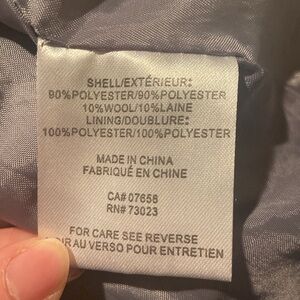 SHELL/EXTÉRIEUR:
90%POLYESTER/90%POLYESTER
10%WOOL/10%LAINE
LINING/DOUBLURE:
100%POLYESTER/100%POLYESTER
MADE IN CHINA
FABRIQUÉ EN CHINE
CA# 07658
RN# 73023
FOR CARE SEE REVERSE
AU VERSO POUR ENTRETIEN